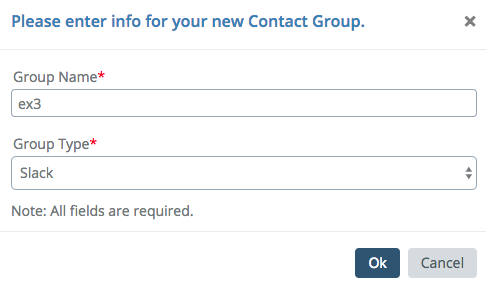 Please enter info for your new Contact Group. ×
Group Name*
ex3
Group Type*
Slack
Note: All fields are required.
Ok Cancel